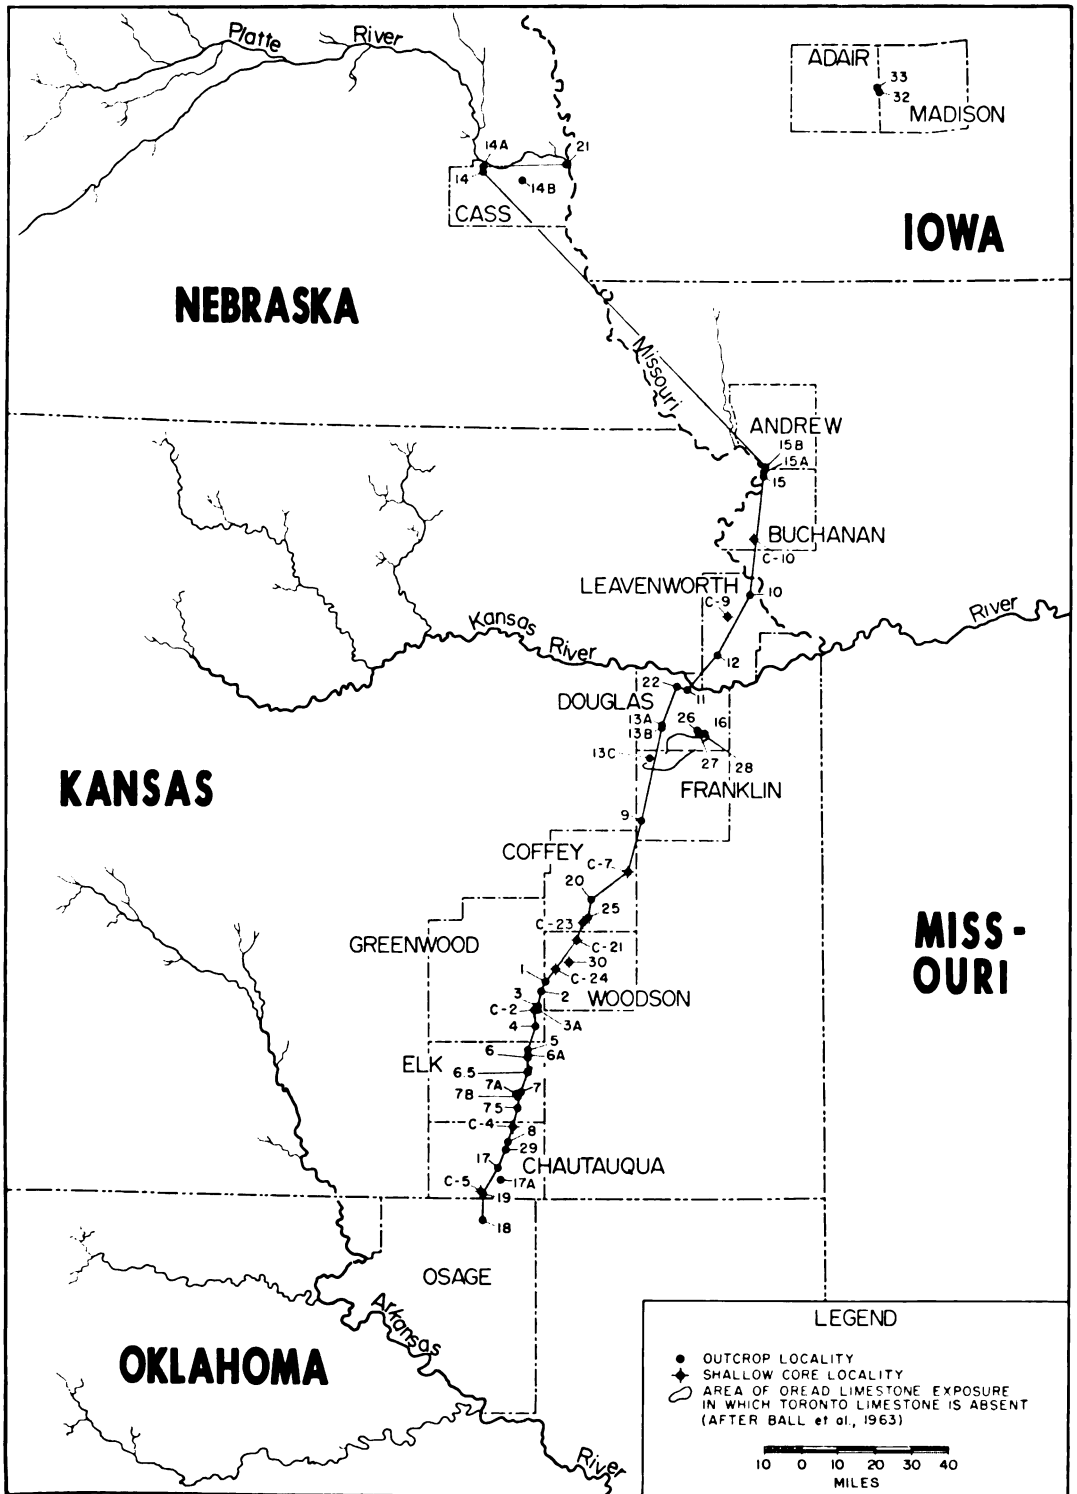 Platte River
ADAIR
33
32
MADISON
14A
21
14
14B
CASS
IOWA
NEBRASKA
Missouri
ANDREW
15B
15A
15
BUCHANAN
C-10
LEAVENWORTH
10
C-9
River
Kansas River
12
22
11
DOUGLAS
13A
13B
26
16
13C
27
28
KANSAS
FRANKLIN
9
COFFEY
C-7
20
25
C-23
MISS-
OURI
GREENWOOD
C-21
30
C-24
1
2
WOODSON
3
C-2
3A
4
5
6
6A
ELK
6.5
7A
7
7B
7.5
C-4
8
29
17
CHAUTAUQUA
17A
C-5
19
18
OSAGE
Arkansas
OKLAHOMA
River
LEGEND
OUTCROP LOCALITY
SHALLOW CORE LOCALITY
AREA OF OREAD LIMESTONE EXPOSURE
IN WHICH TORONTO LIMESTONE IS ABSENT
(AFTER BALL et al., 1963)
10 0 10 20 30 40
MILES